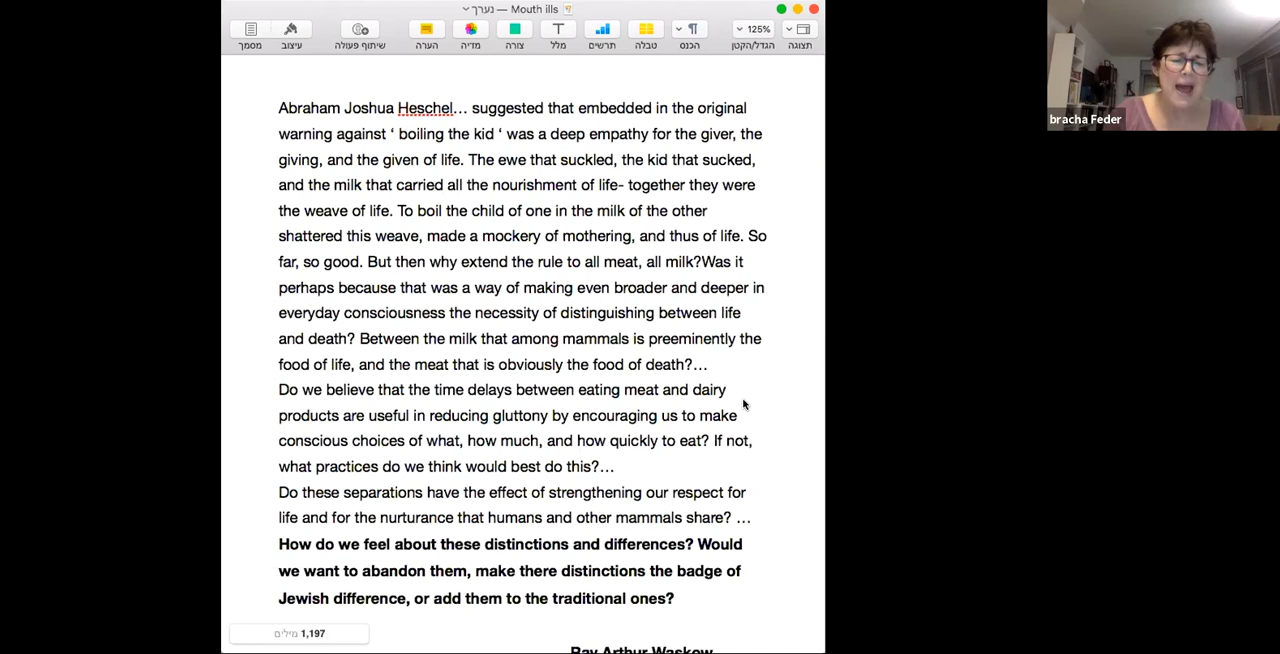 נערך — Mouth ills
מסמך
עיצוב
שיתוף פעולה
הערה
מדיה
צורה
מלל
תרשים
טבלה
הכנס
125%
הגדל/הקטן
תצוגה
Abraham Joshua Heschel… suggested that embedded in the original
warning against ‘ boiling the kid ‘ was a deep empathy for the giver, the
giving, and the given of life. The ewe that suckled, the kid that sucked,
and the milk that carried all the nourishment of life- together they were
the weave of life. To boil the child of one in the milk of the other
shattered this weave, made a mockery of mothering, and thus of life. So
far, so good. But then why extend the rule to all meat, all milk?Was it
perhaps because that was a way of making even broader and deeper in
everyday consciousness the necessity of distinguishing between life
and death? Between the milk that among mammals is preeminently the
food of life, and the meat that is obviously the food of death?…
Do we believe that the time delays between eating meat and dairy
products are useful in reducing gluttony by encouraging us to make
conscious choices of what, how much, and how quickly to eat? If not,
what practices do we think would best do this?…
Do these separations have the effect of strengthening our respect for
life and for the nurturance that humans and other mammals share? …
How do we feel about these distinctions and differences? Would
we want to abandon them, make there distinctions the badge of
Jewish difference, or add them to the traditional ones?
Rav Arthur Waskow
1,197 מילים
bracha Feder